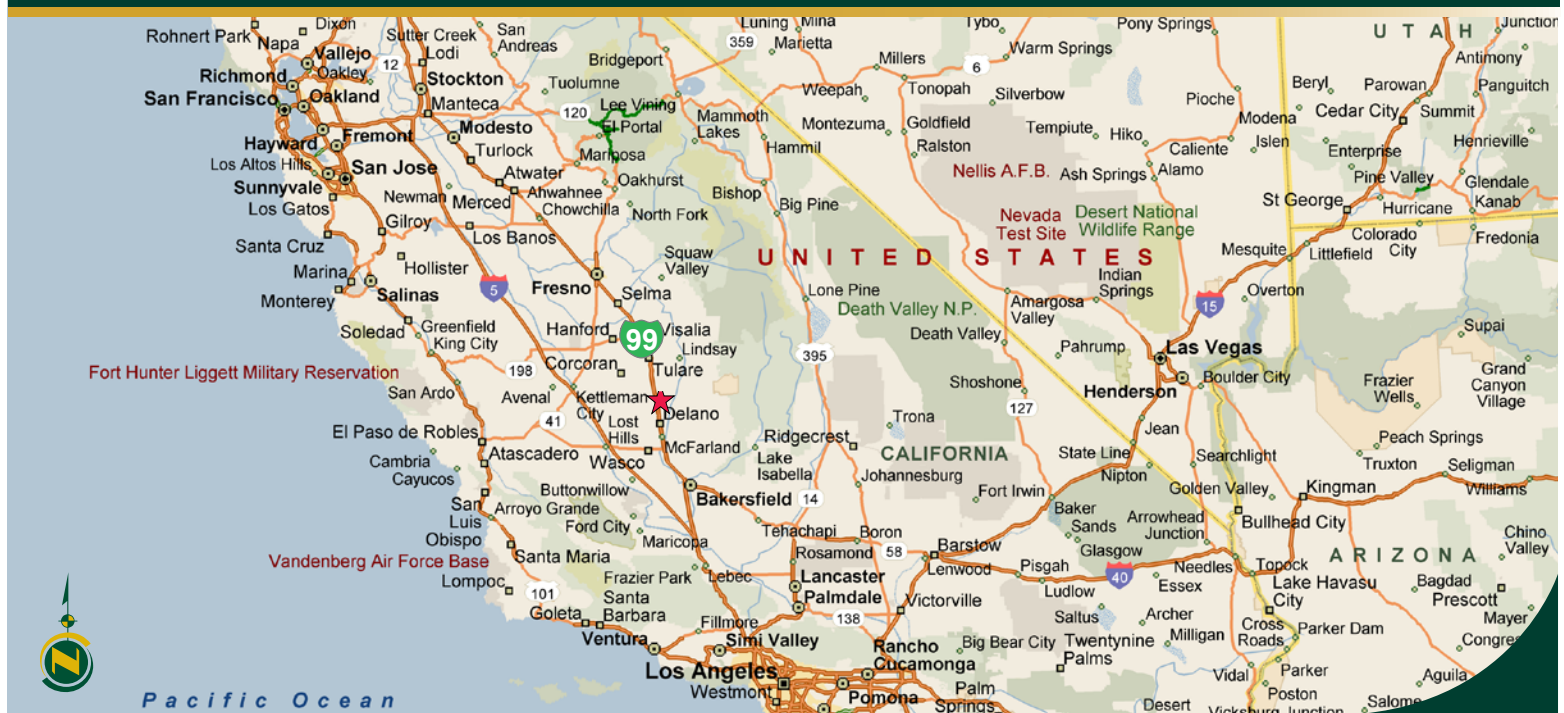 Dixon
Sutter Creek
San
Andreas
Luning
Mina
Tybo
Pony Springs
Junction
Rohnert Park
Napa
Vallejo
Lodi
359
Marietta
Warm Springs
UTAH
Oakley
12
Bridgeport
Millers
6
Antimony
Richmond
Stockton
Tuolumne
Weepah
Tonopah
Silverbow
Beryl
Parowan
Panguitch
San Francisco
Oakland
Manteca
120
Lee Vining
Pioche
Cedar City
Summit
El Portal
Mammoth
Lakes
Montezuma
Goldfield
Tempiute
Hiko
Modena
Fremont
Modesto
Hayward
Turlock
Mariposa
Hammil
Ralston
Caliente
Islen
Henrieville
Los Altos Hills
San Jose
Atwater
Oakhurst
Nellis A.F.B.
Ash Springs
Alamo
Enterprise
Pine Valley
Glendale
Sunnyvale
Newman
Merced
Ahwahnee
Bishop
Kanab
Los Gatos
Chowchilla
North Fork
Big Pine
St George
Hurricane
Gilroy
Nevada
Test Site
Desert National
Wildlife Range
Santa Cruz
Los Banos
Squaw
Valley
UNITED STATES
Mesquite
Littlefield
Colorado
City
Fredonia
Marina
Hollister
Indian
Springs
Monterey
Salinas
5
Fresno
Selma
Lone Pine
Amargosa
Valley
15
Overton
Death Valley N.P.
Soledad
Greenfield
King City
Hanford
99
Visalia
Death Valley
Supai
Lindsay
Pahrump
Las Vegas
Fort Hunter Liggett Military Reservation
198
Corcoran
Tulare
395
Boulder City
Grand
Canyon
Village
San Ardo
Avenal
Kettleman
City
Shoshone
Henderson
Frazier
Wells
41
Delano
Trona
127
El Paso de Robles
Lost
Hills
Jean
Atascadero
McFarland
Ridgecrest
CALIFORNIA
State Line
Searchlight
Peach Springs
Cambria
Cayucos
Wasco
Lake
Isabella
Johannesburg
Nipton
Truxton
Seligman
Buttonwillow
14
Fort Irwin
Golden Valley
Kingman
Williams
San
Luis
Obispo
Arroyo Grande
Bakersfield
Baker
Sands
Arrowhead
Junction
Bullhead City
Ford City
Maricopa
Tehachapi
Boron
Chino
Valley
Vandenberg Air Force Base
Santa Maria
Rosamond
58
Barstow
Glasgow
ARIZONA
Lompoc
Frazier Park
Lebec
Lancaster
Lenwood
Pisgah
40
Needles
Topock
101
Santa
Barbara
Palmdale
Victorville
Ludlow
Essex
Lake Havasu
City
Bagdad
Prescott
Goleta
Fillmore
138
Saltus
Archer
Cross
Roads
Mayer
Ventura
Simi Valley
Rancho
Cucamonga
Big Bear City
Twentynine
Palms
Milligan
Parker Dam
Congres
Los Angeles
Westmont
Pomona
Palm
Springs
Vidal
Parker
Aguila
N
Pacific Ocean
Desert
Poston
Salome
Vicksburg Junction